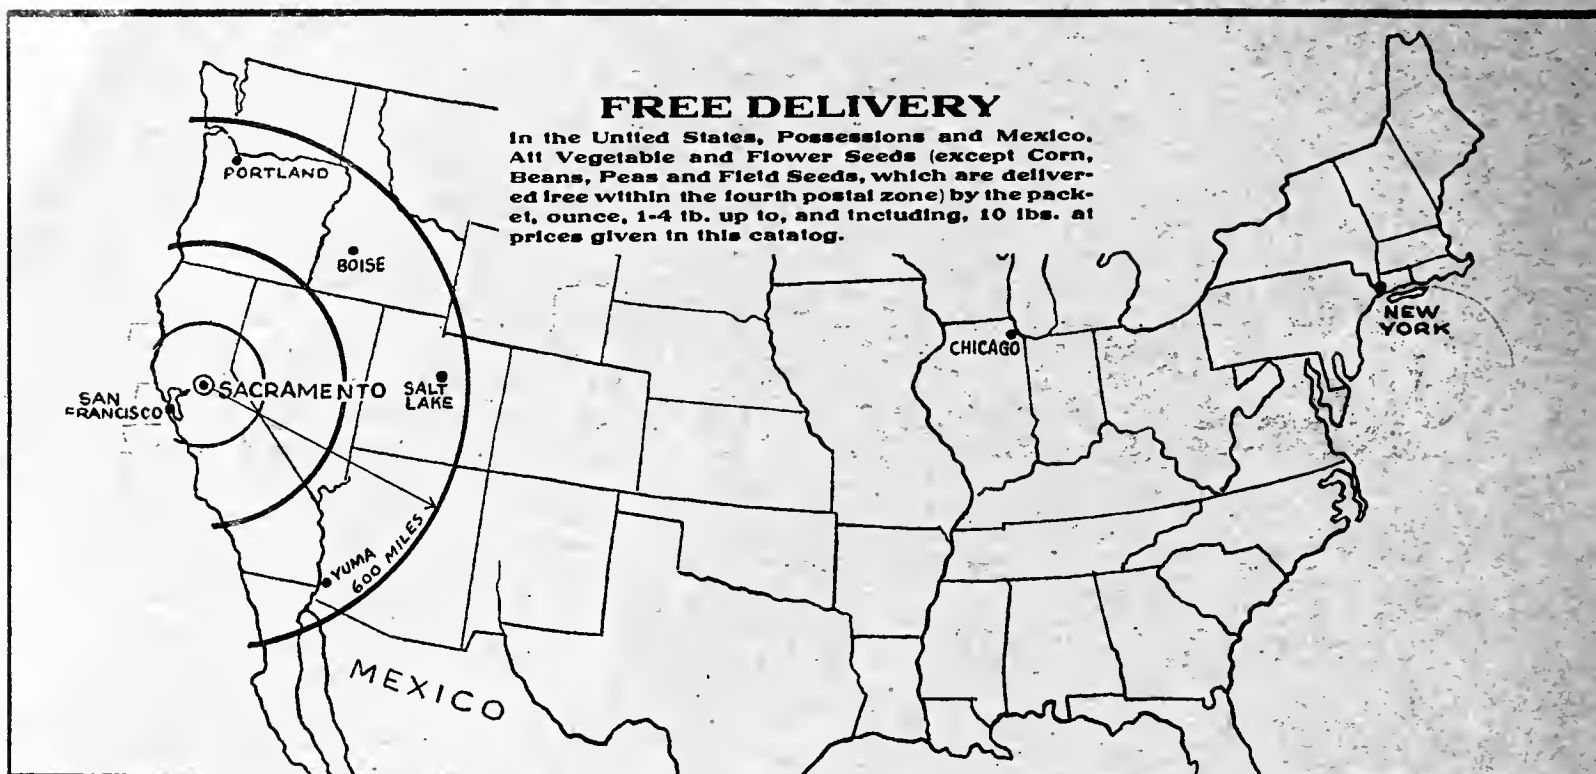 FREE DELIVERY
In the United States, Possessions and Mexico.
All Vegetable and Flower Seeds (except Corn,
Beans, Peas and Field Seeds, which are deliver-
ed free within the fourth postal zone) by the pack-
et, ounce, 1-4 lb. up to, and including, 10 lbs. at
prices given in this catalog.
PORTLAND
BOISE
NEW
YORK
CHICAGO
SACRAMENTO
SALT
LAKE
SAN
FRANCISCO
YUMA
600 MILES
MEXICO